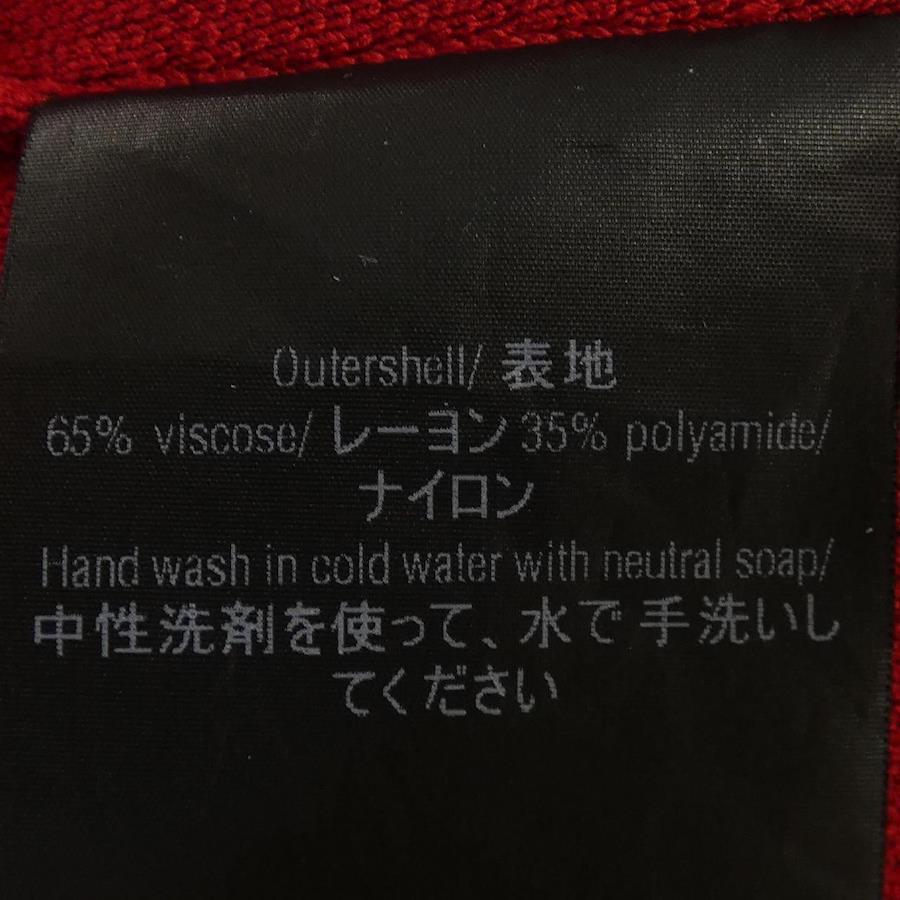 Outershell/ 表地
65% viscose/ レーヨン 35% polyamide/
ナイロン
Hand wash in cold water with neutral soap/
中性洗剤を使って、水で手洗いし
てください